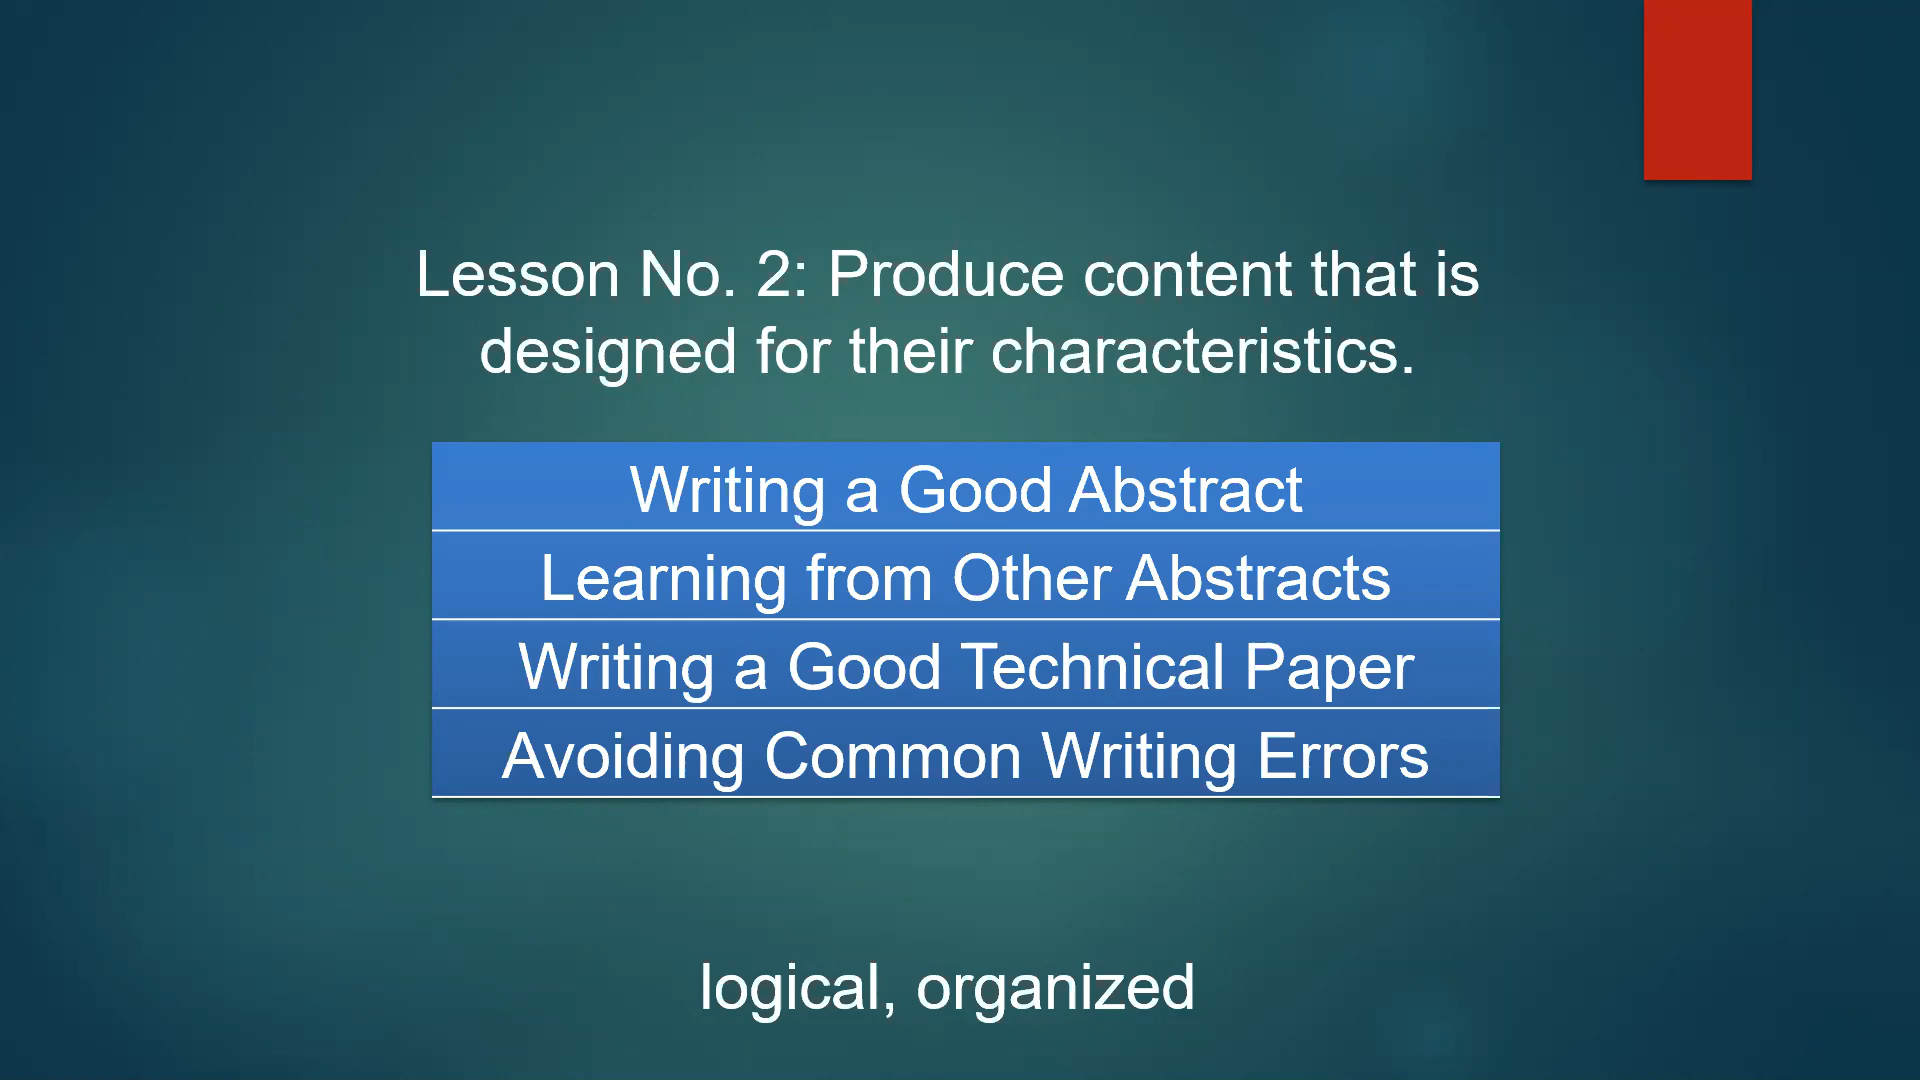 Lesson No. 2: Produce content that is
designed for their characteristics.
Writing a Good Abstract
Learning from Other Abstracts
Writing a Good Technical Paper
Avoiding Common Writing Errors
logical, organized